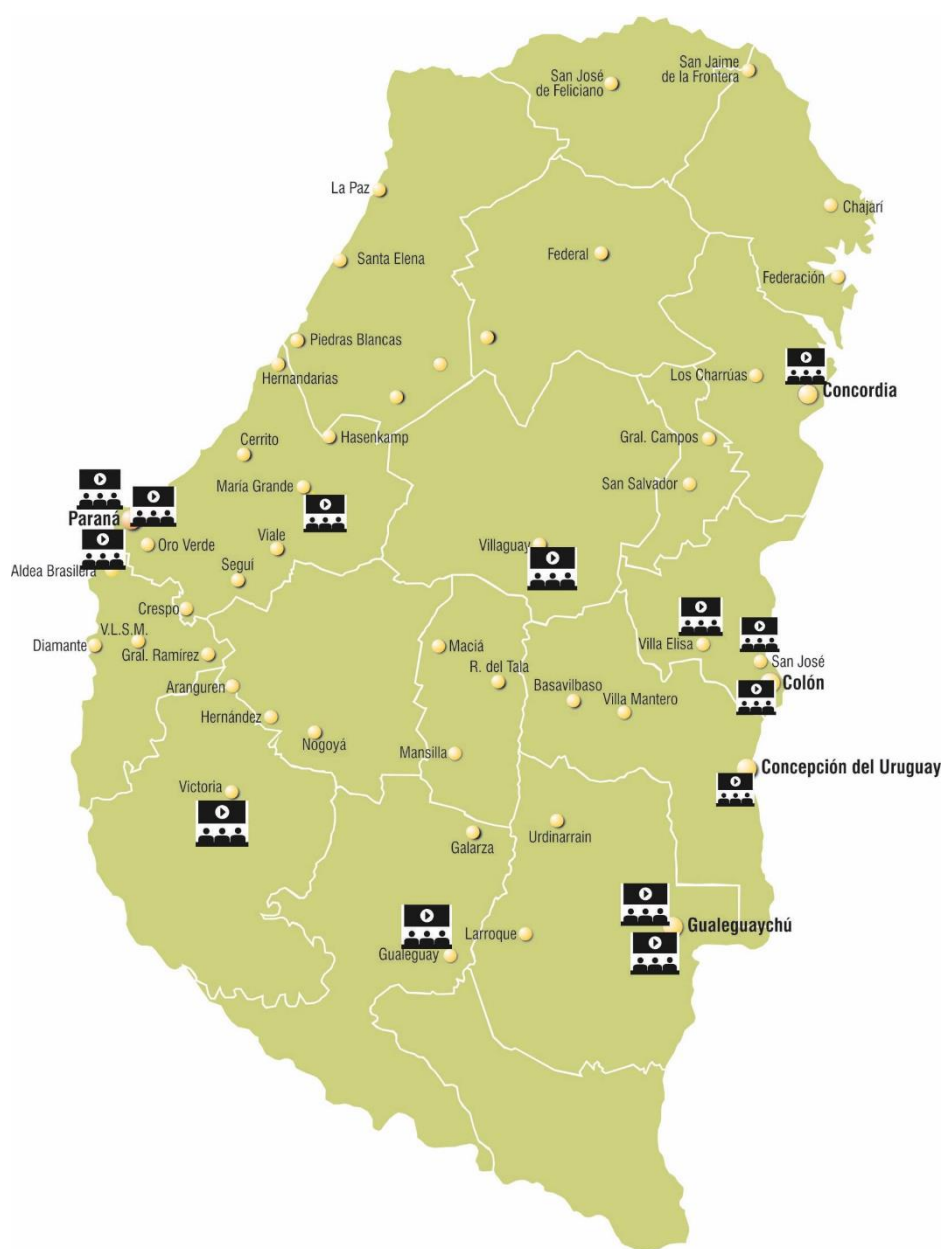 San José
de Feliciano
San Jaime
de la Frontera
La Paz
Chajarí
Santa Elena
Federal
Federación
Piedras Blancas
Hernandarias
Los Charrúas
Concordia
Hasenkamp
Cerrito
Gral. Campos
María Grande
San Salvador
Paraná
Oro Verde
Viale
Villaguay
Aldea Brasilera
Seguí
Crespo
V.L.S.M.
Diamante
Gral. Ramírez
Maciá
Villa Elisa
San José
R. del Tala
Colón
Aranguren
Basavilbaso
Villa Mantero
Hernández
Nogoyá
Mansilla
Concepción del Uruguay
Victoria
Galarza
Urdinarrain
Larroque
Gualeguaychú
Gualeguay